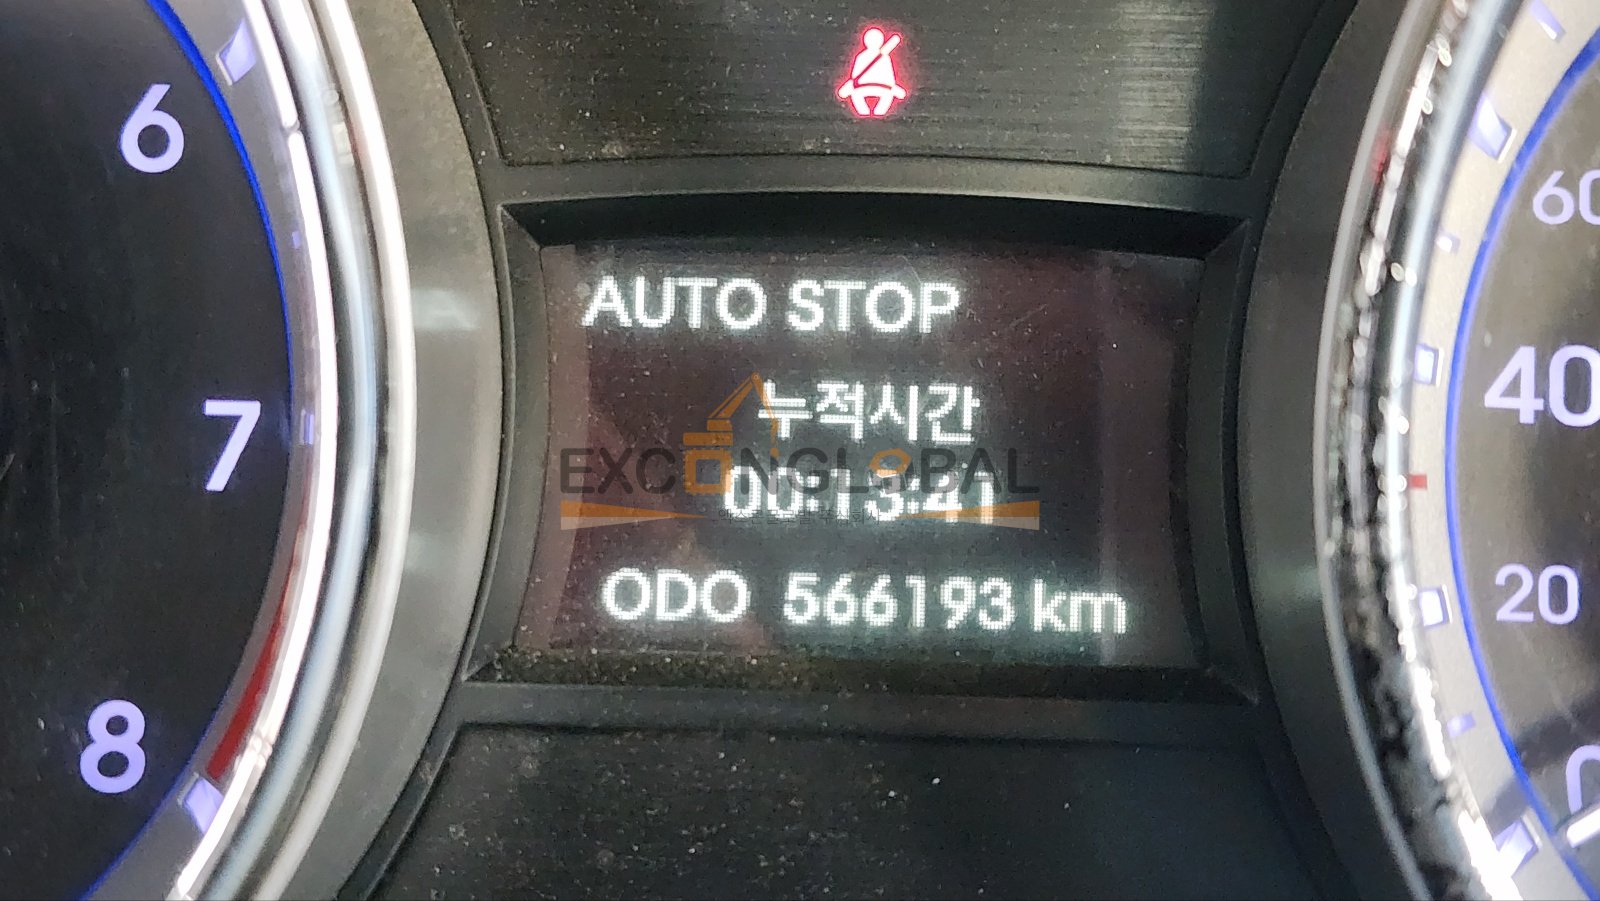 6
7
8
AUTO STOP
누적시간
00:13:41
ODO 566193 km
EXCONGLOBAL
60
40
20
0